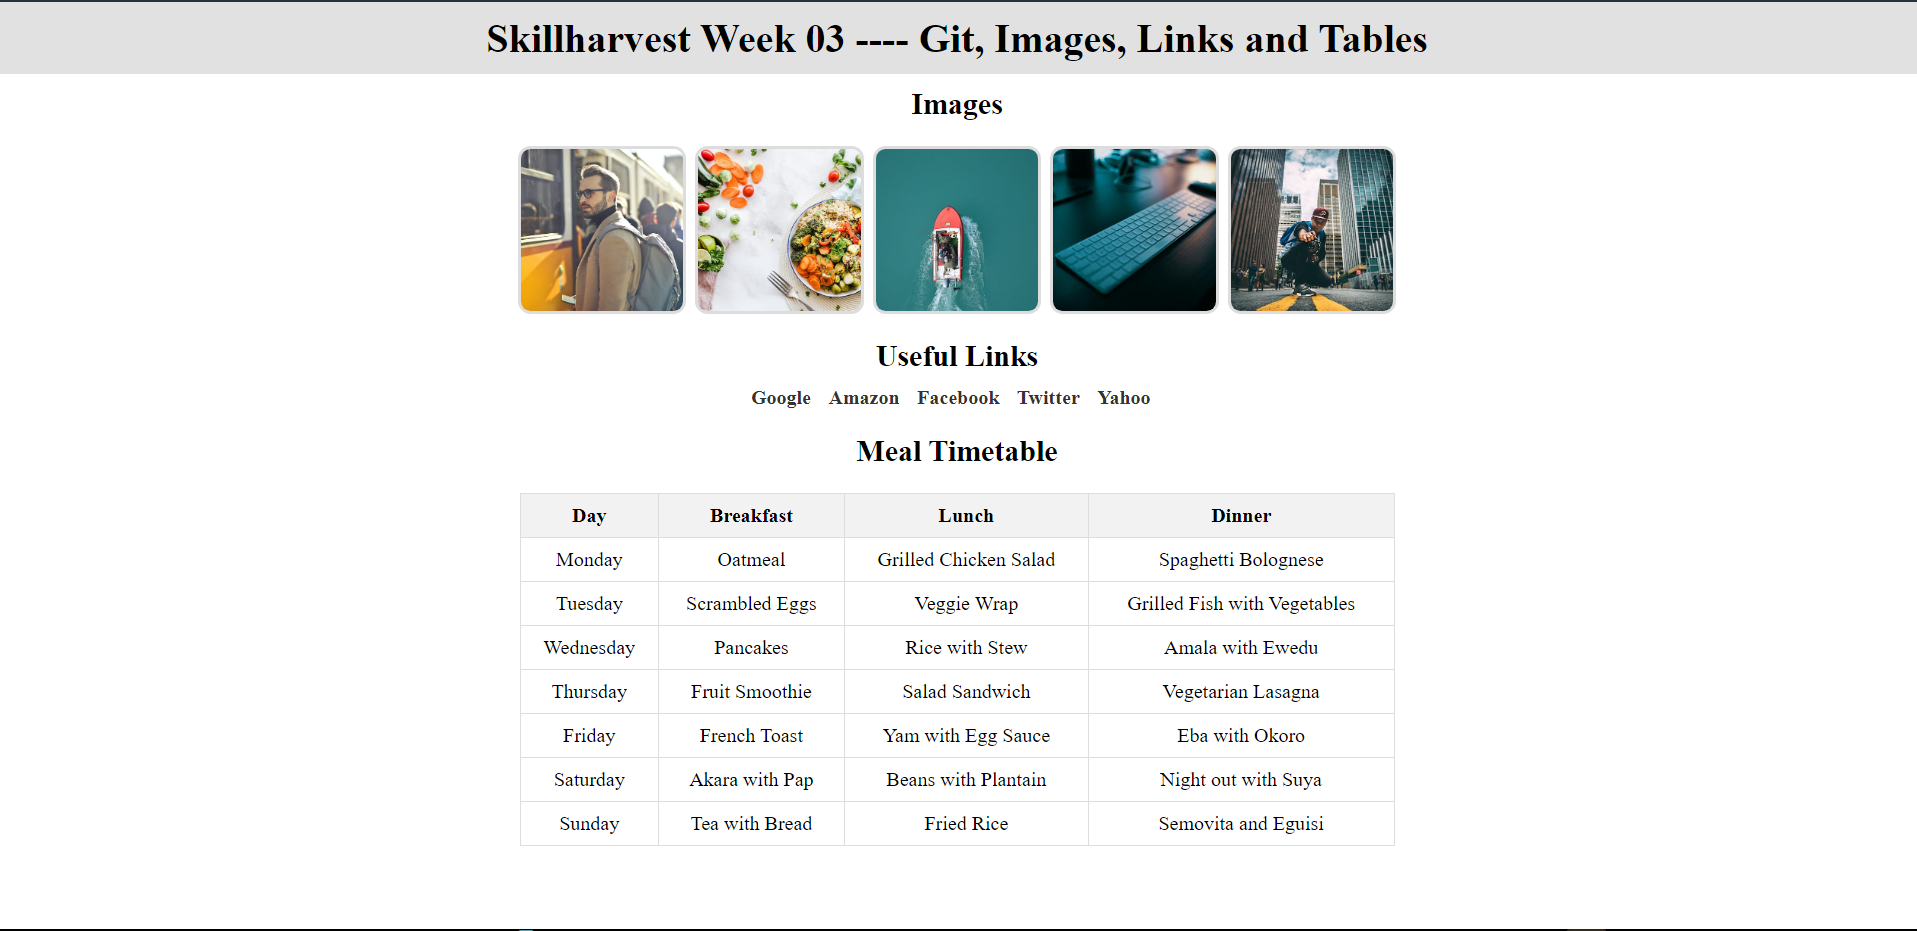 Skillharvest Week 03 ---- Git, Images, Links and Tables
Images
Useful Links
Google Amazon Facebook Twitter Yahoo
Meal Timetable
Day Breakfast Lunch Dinner
Monday Oatmeal Grilled Chicken Salad Spaghetti Bolognese
Tuesday Scrambled Eggs Veggie Wrap Grilled Fish with Vegetables
Wednesday Pancakes Rice with Stew Amala with Ewedu
Thursday Fruit Smoothie Salad Sandwich Vegetarian Lasagna
Friday French Toast Yam with Egg Sauce Eba with Okoro
Saturday Akara with Pap Beans with Plantain Night out with Suya
Sunday Tea with Bread Fried Rice Semovita and Eguisi